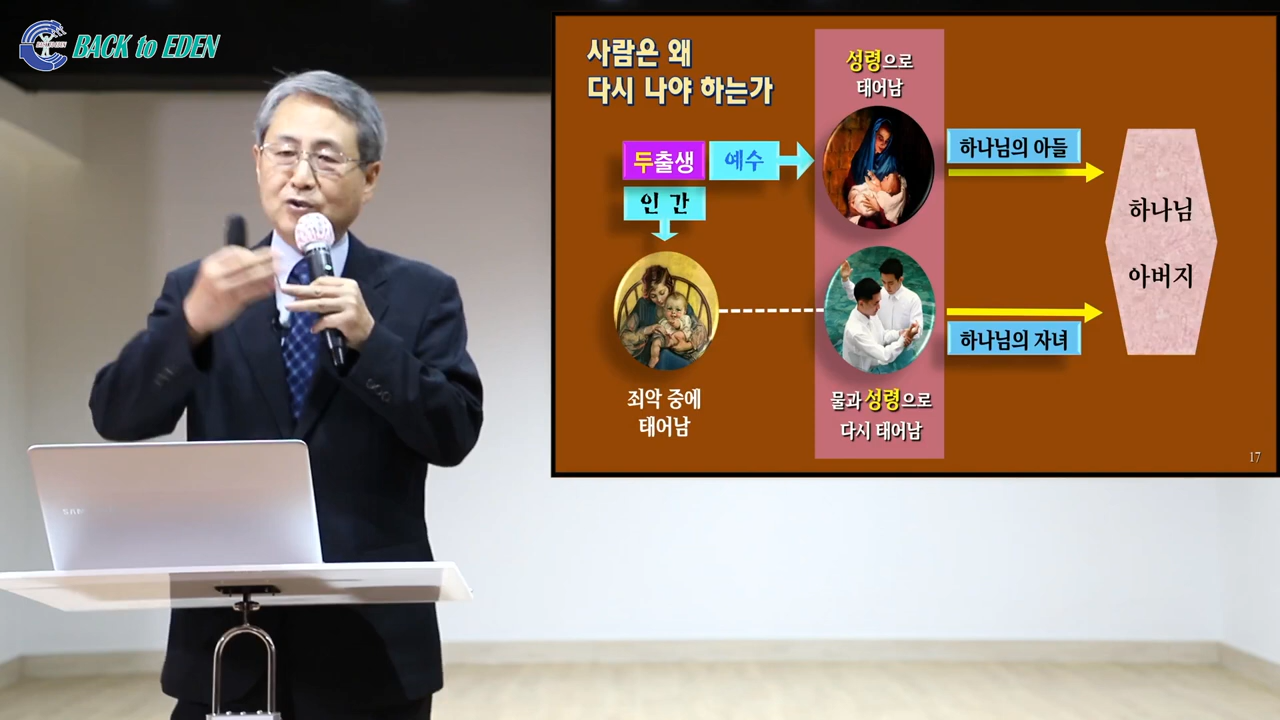 BACK to EDEN
사람은 왜
다시 나야 하는가
성령으로
태어남
두출생
예수
하나님의 아들
인 간
하나님
아버지
하나님의 자녀
죄악 중에
태어남
물과 성령으로
다시 태어남
17